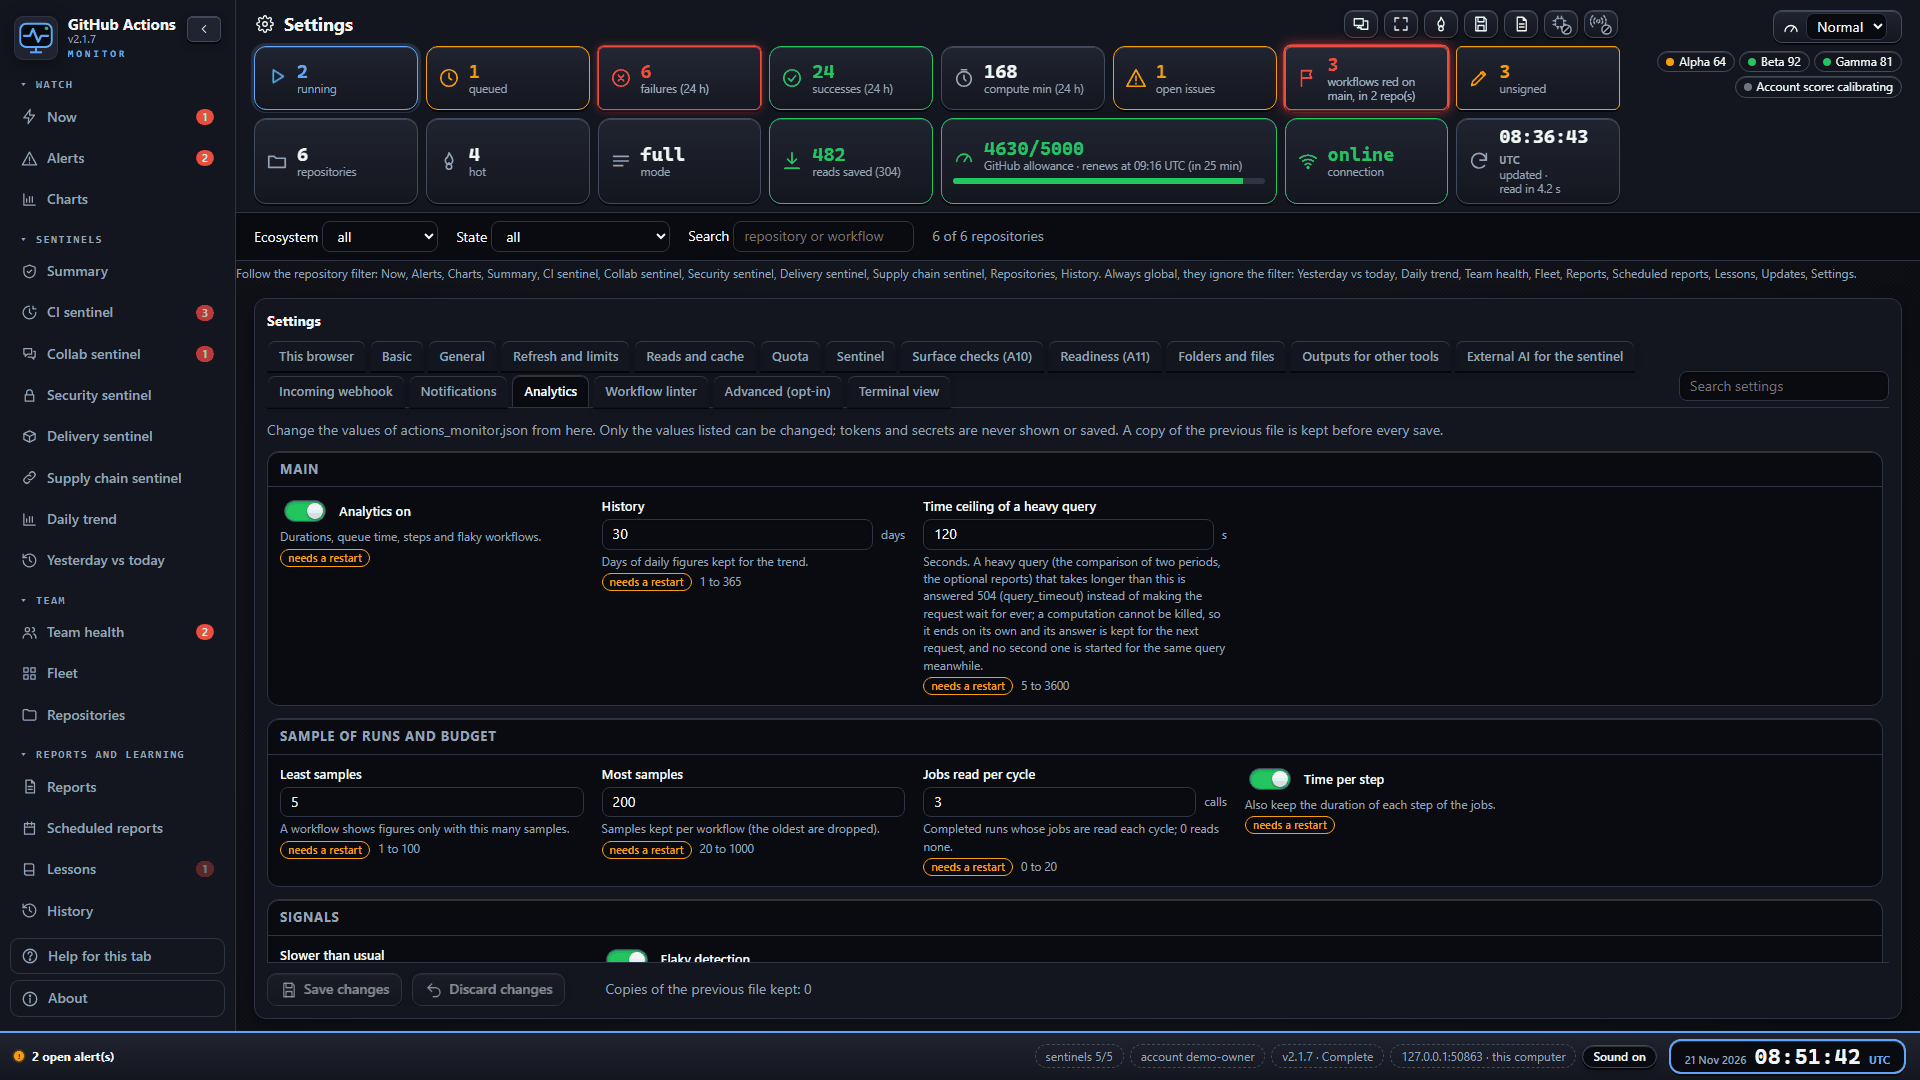 GitHub Actions
v2.1.7
MONITOR
WATCH
Now 1
Alerts 2
Charts
SENTINELS
Summary
CI sentinel 3
Collab sentinel 1
Security sentinel
Delivery sentinel
Supply chain sentinel
Daily trend
Yesterday vs today
TEAM
Team health 2
Fleet
Repositories
REPORTS AND LEARNING
Reports
Scheduled reports
Lessons 1
History
Help for this tab
About
Settings
Normal
2 running
1 queued
6 failures (24 h)
24 successes (24 h)
168 compute min (24 h)
1 open issues
3 workflows red on main, in 2 repo(s)
3 unsigned
Alpha 64
Beta 92
Gamma 81
Account score: calibrating
6 repositories
4 hot
full mode
482 reads saved (304)
4630/5000
GitHub allowance · renews at 09:16 UTC (in 25 min)
online
connection
08:36:43
UTC
updated ·
read in 4.2 s
Ecosystem all State all Search repository or workflow 6 of 6 repositories
Follow the repository filter: Now, Alerts, Charts, Summary, CI sentinel, Collab sentinel, Security sentinel, Delivery sentinel, Supply chain sentinel, Repositories, History. Always global, they ignore the filter: Yesterday vs today, Daily trend, Team health, Fleet, Reports, Scheduled reports, Lessons, Updates, Settings.
Settings
This browser Basic General Refresh and limits Reads and cache Quota Sentinel Surface checks (A10) Readiness (A11) Folders and files Outputs for other tools External AI for the sentinel
Incoming webhook Notifications Analytics Workflow linter Advanced (opt-in) Terminal view
Search settings
Change the values of actions_monitor.json from here. Only the values listed can be changed; tokens and secrets are never shown or saved. A copy of the previous file is kept before every save.
MAIN
Analytics on
Durations, queue time, steps and flaky workflows.
needs a restart
History
30 days
Days of daily figures kept for the trend.
needs a restart 1 to 365
Time ceiling of a heavy query
120 s
Seconds. A heavy query (the comparison of two periods,
the optional reports) that takes longer than this is
answered 504 (query_timeout) instead of making the
request wait for ever; a computation cannot be killed, so
it ends on its own and its answer is kept for the next
request, and no second one is started for the same query
meanwhile.
needs a restart 5 to 3600
SAMPLE OF RUNS AND BUDGET
Least samples
5
A workflow shows figures only with this many samples.
needs a restart 1 to 100
Most samples
200
Samples kept per workflow (the oldest are dropped).
needs a restart 20 to 1000
Jobs read per cycle
3 calls
Completed runs whose jobs are read each cycle; 0 reads
none.
needs a restart 0 to 20
Time per step
Also keep the duration of each step of the jobs.
needs a restart
SIGNALS
Slower than usual
Flaky detection
Save changes
Discard changes
Copies of the previous file kept: 0
2 open alert(s)
sentinels 5/5
account demo-owner
v2.1.7 · Complete
127.0.0.1:50863 · this computer
Sound on
21 Nov 2026 08:51:42 UTC